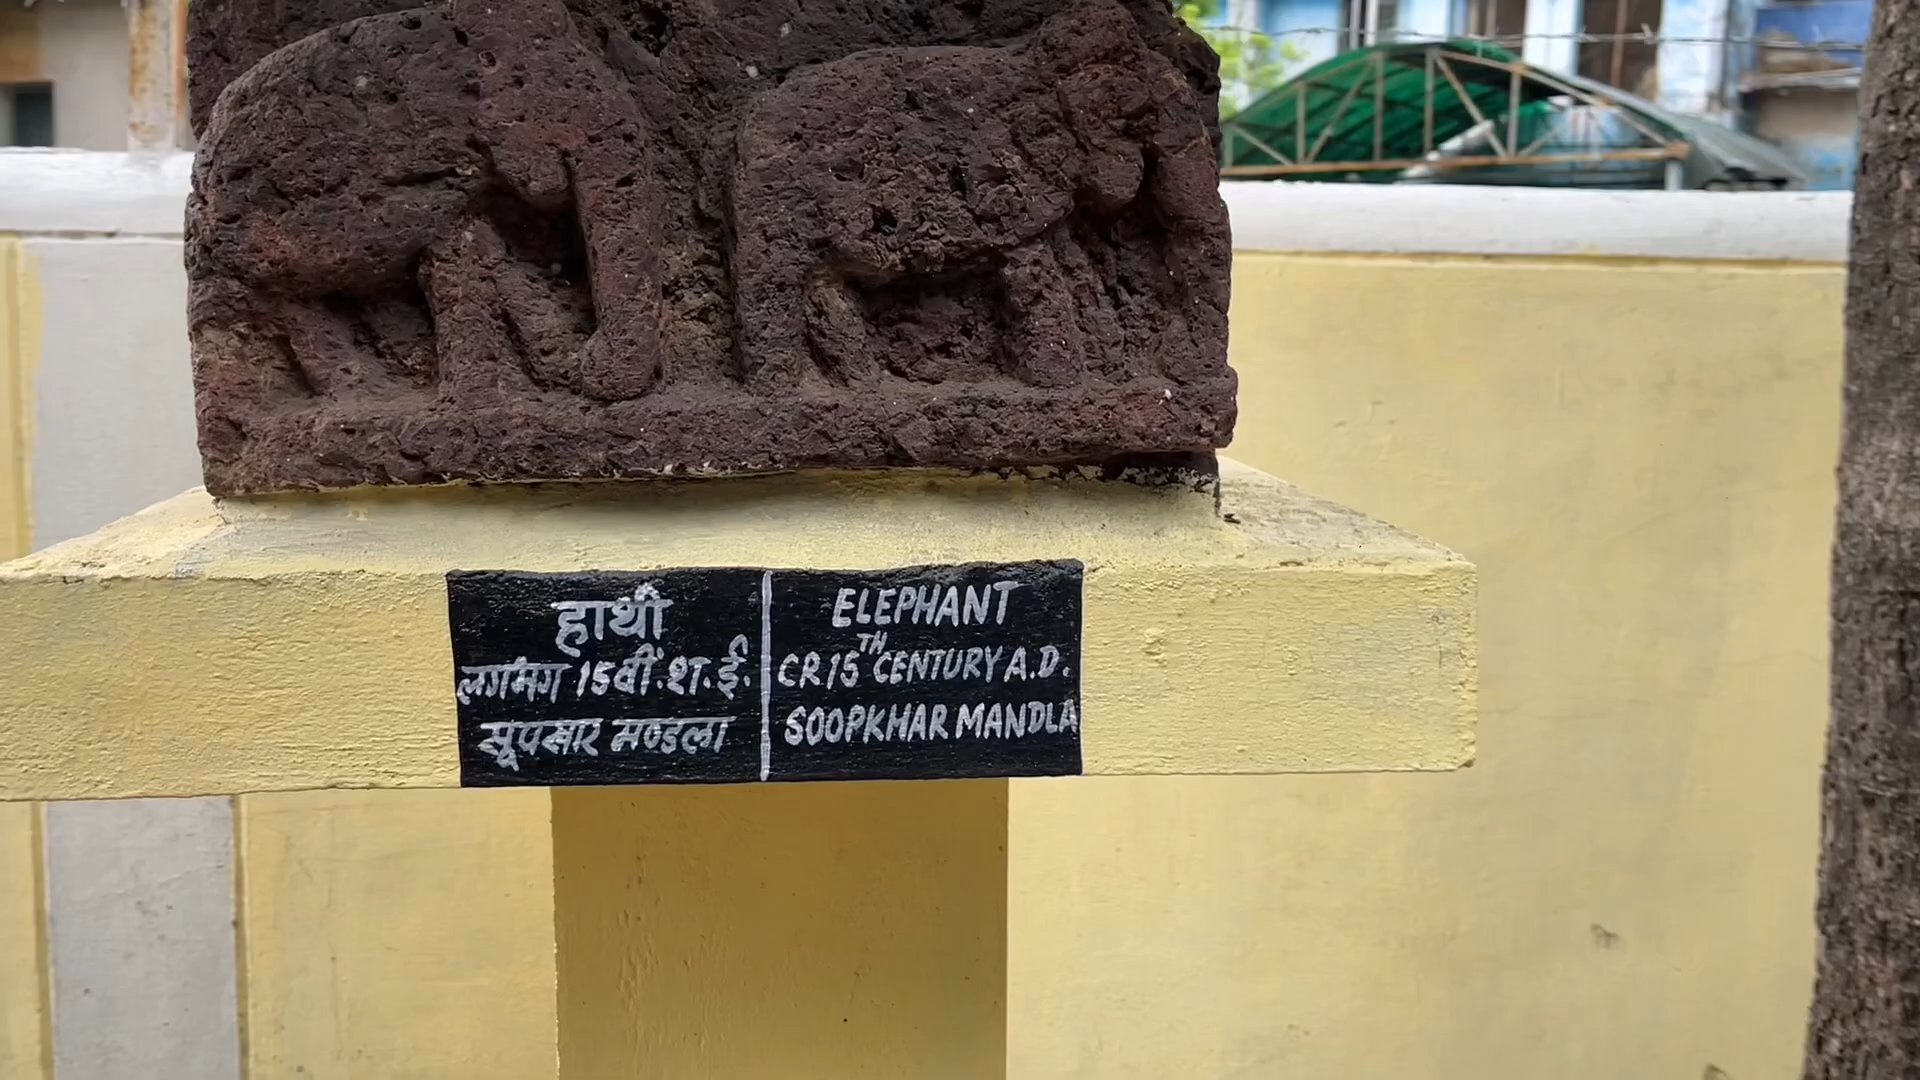 हाथी
लगभग 15वीं.श.ई.
सूपखार मण्डला
ELEPHANT
CR 15TH CENTURY A.D.
SOOPKHAR MANDLA